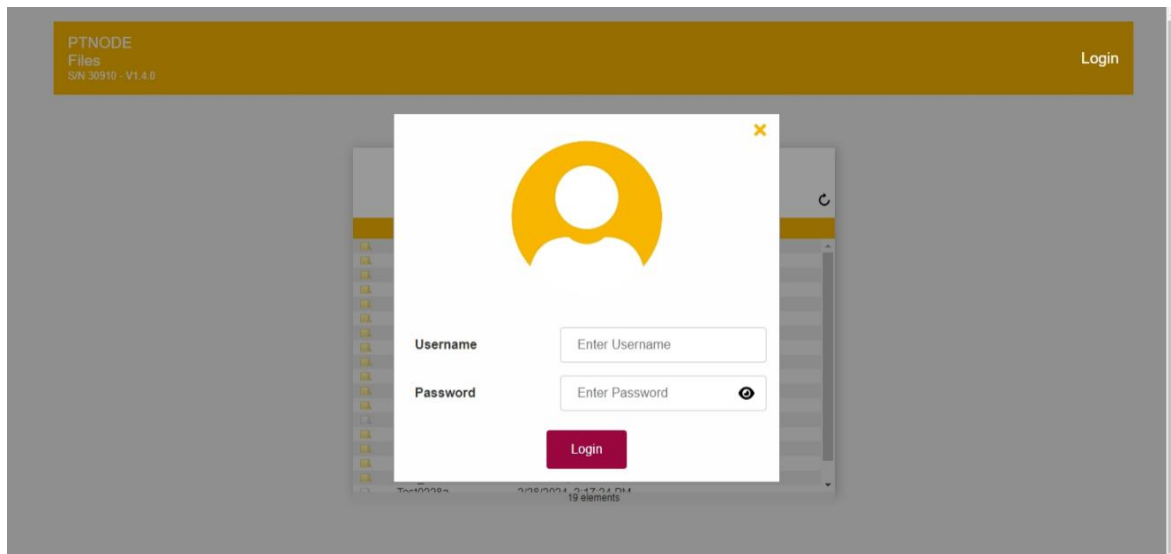 PTNODE
Files
S/N 30910 - V1.4.0
Login
Username
Enter Username
Password
Enter Password
Login
Test0228a 2/28/2024, 2:17:24 PM
19 elements